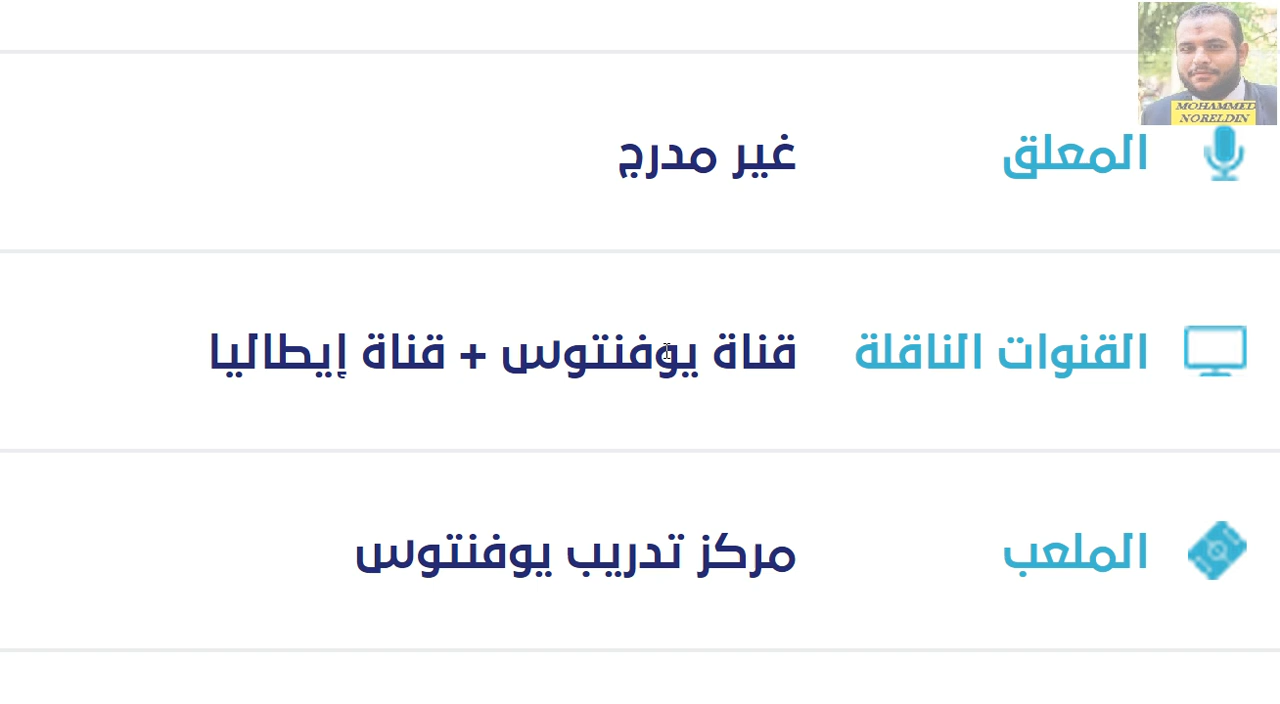 MOHAMMED
NORELDIN
المعلق غير مدرج
القنوات الناقلة قناة يوفنتوس + قناة إيطاليا
الملعب مركز تدريب يوفنتوس